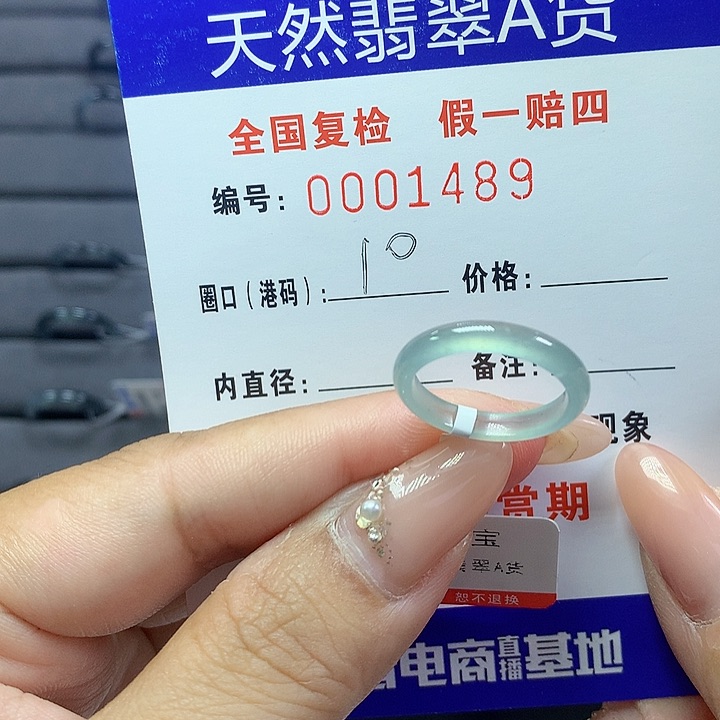 天然翡翠A货
全国复检 假一赔四
编号: 0001489
圈口(港码): 10 价格:
内直径: 备注:
现象
赏期
宝
翡翠A货
恕不退换
电商直播基地